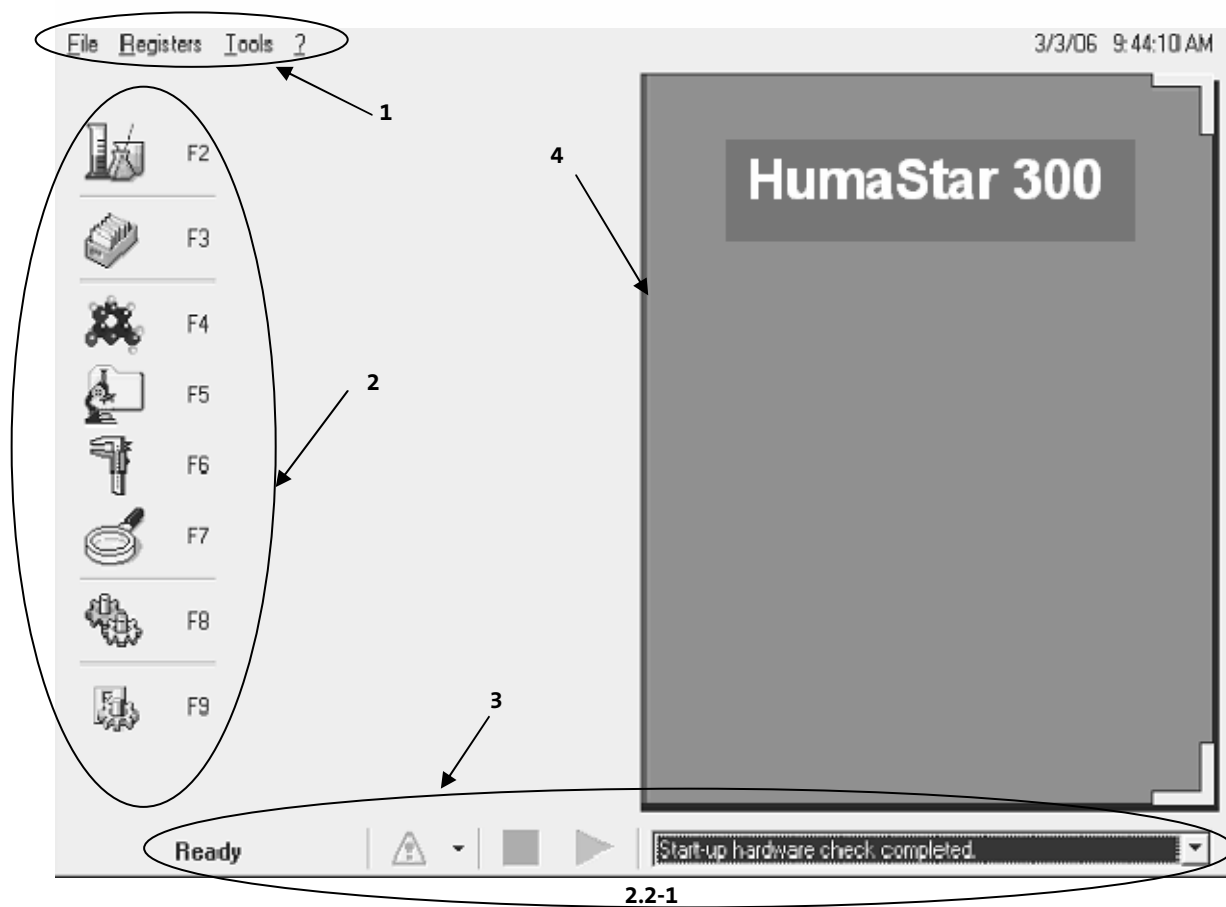 File Registers Tools ?
3/3/06 9:44:10 AM
1
F2
4
HumaStar 300
F3
F4
2
F5
F6
F7
F8
3
F9
Ready
Start-up hardware check completed.
2.2-1